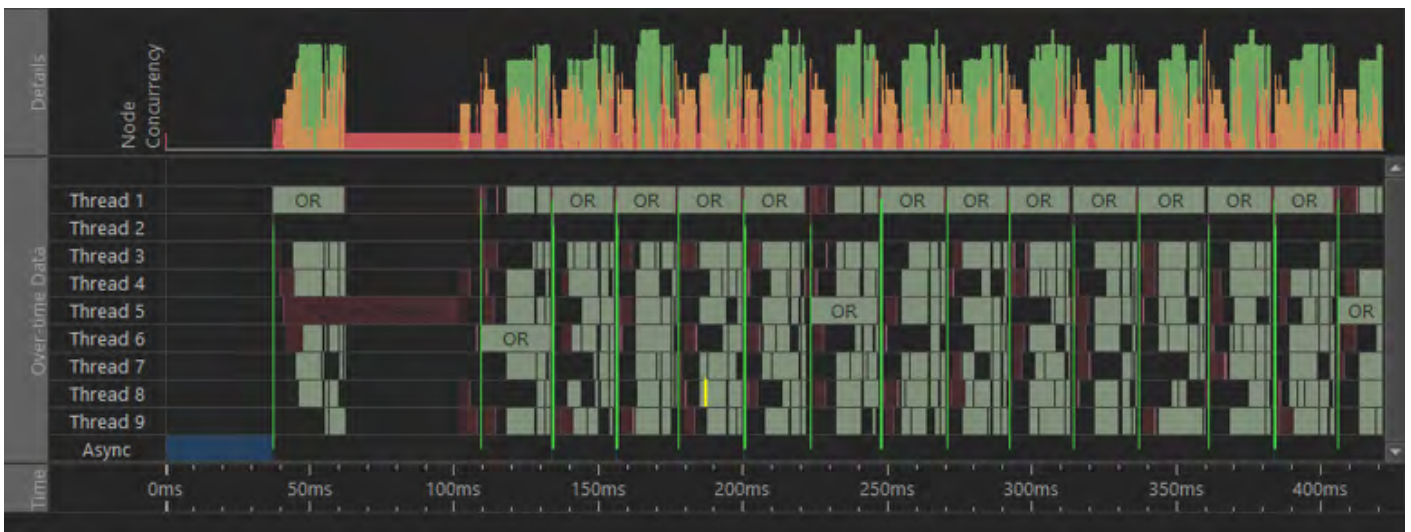 Details
Node
Concurrency
Over-time Data
Thread 1 OR OR OR OR OR OR OR OR OR OR OR OR
Thread 2
Thread 3
Thread 4
Thread 5 OR OR
Thread 6 OR
Thread 7
Thread 8
Thread 9
Async
Time
0ms 50ms 100ms 150ms 200ms 250ms 300ms 350ms 400ms